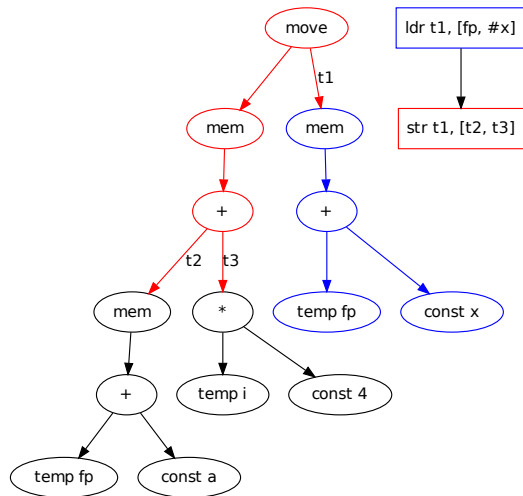 move
ldr t1, [fp, #x]
t1
mem
mem
str t1, [t2, t3]
+
+
t2
t3
mem
*
temp fp
const x
+
temp i
const 4
temp fp
const a